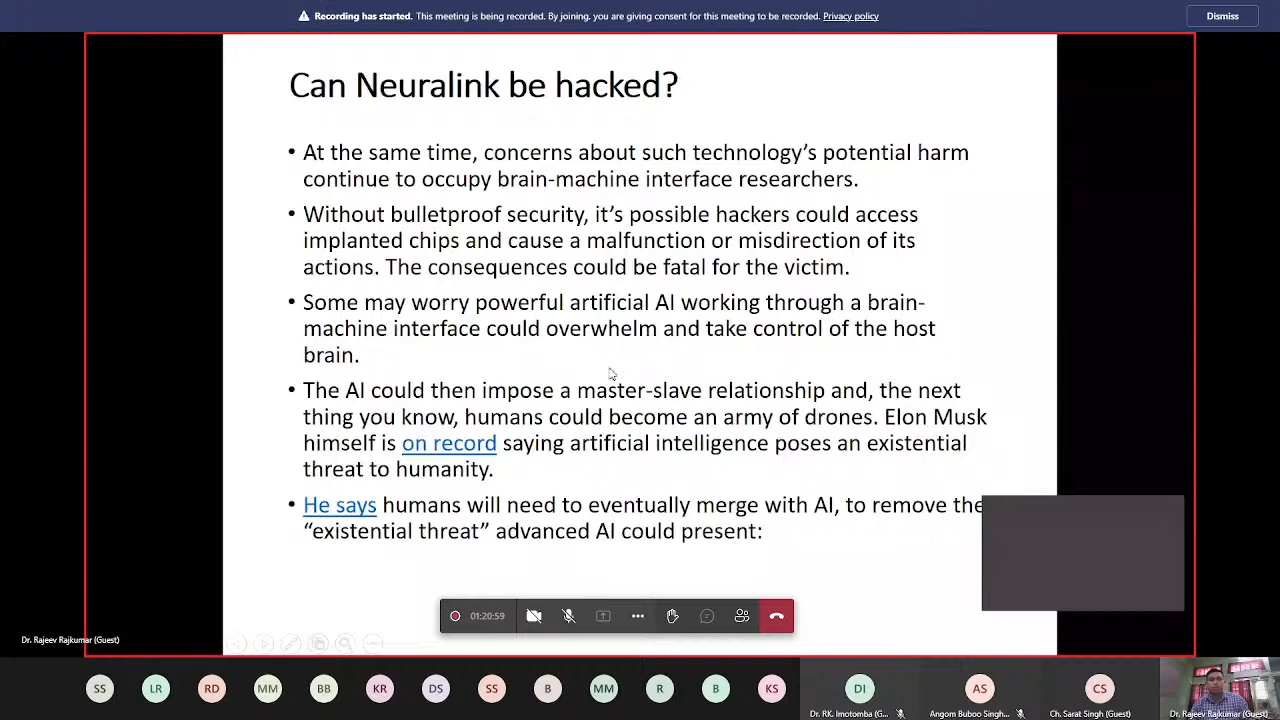 Recording has started. This meeting is being recorded. By joining, you are giving consent for this meeting to be recorded. Privacy policy
Dismiss
Can Neuralink be hacked?
• At the same time, concerns about such technology's potential harm
continue to occupy brain-machine interface researchers.
• Without bulletproof security, it's possible hackers could access
implanted chips and cause a malfunction or misdirection of its
actions. The consequences could be fatal for the victim.
• Some may worry powerful artificial AI working through a brain-
machine interface could overwhelm and take control of the host
brain.
• The AI could then impose a master-slave relationship and, the next
thing you know, humans could become an army of drones. Elon Musk
himself is on record saying artificial intelligence poses an existential
threat to humanity.
• He says humans will need to eventually merge with AI, to remove the
“existential threat” advanced AI could present:
01:20:59
Dr. Rajeev Rajkumar (Guest)
SS LR RD MM BB KR DS SS B MM R B KS DI AS CS
Dr. RK. Imotomba (G... Angom Buboo Singh... Ch. Sarat Singh (Guest) Dr. Rajeev Rajkumar (Guest)